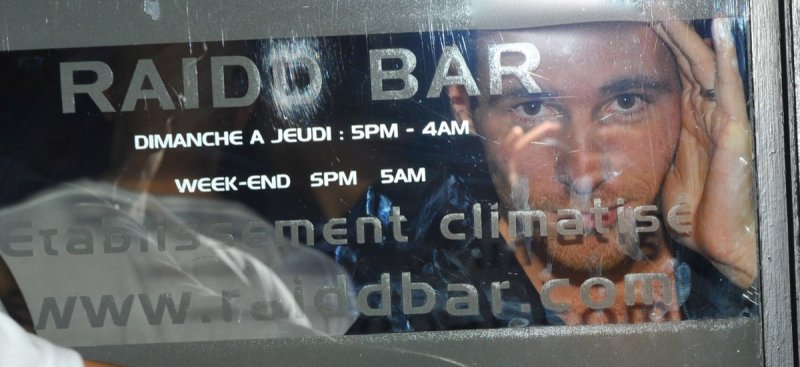 RAIDD BAR
DIMANCHE A JEUDI : 5PM - 4AM
WEEK-END 5PM 5AM
Etablissement climatisé
www.raiddbar.com